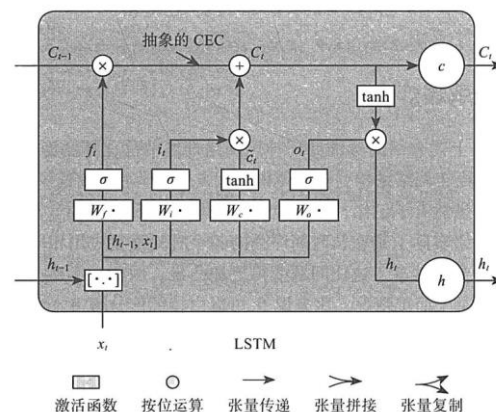 抽象的 CEC
C_{t-1} × + C_t c C_t
tanh
f_t i_t × c̃_t o_t ×
σ σ tanh σ
W_f · W_i · W_c · W_o ·
[h_{t-1}, x_t]
h_{t-1} [·.·] h_t h h_t
x_t LSTM
激活函数 按位运算 张量传递 张量拼接 张量复制